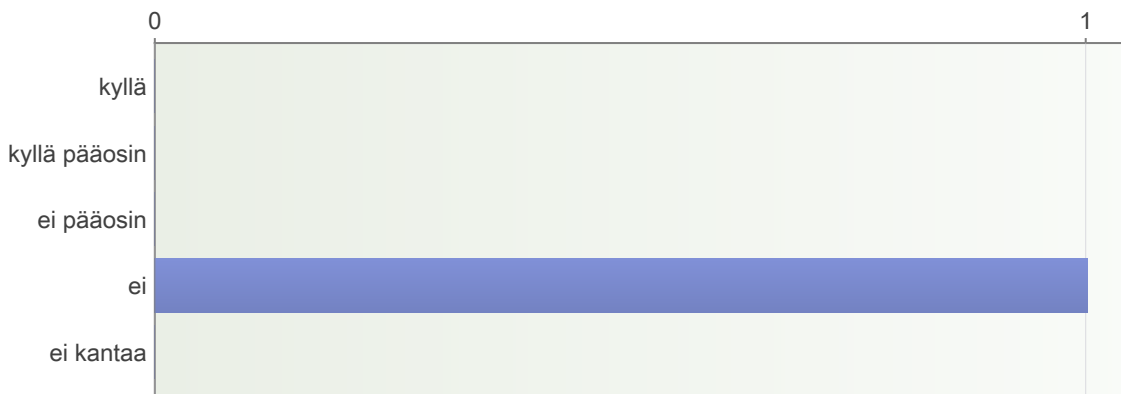 0 1
kyllä
kyllä pääosin
ei pääosin
ei
ei kantaa